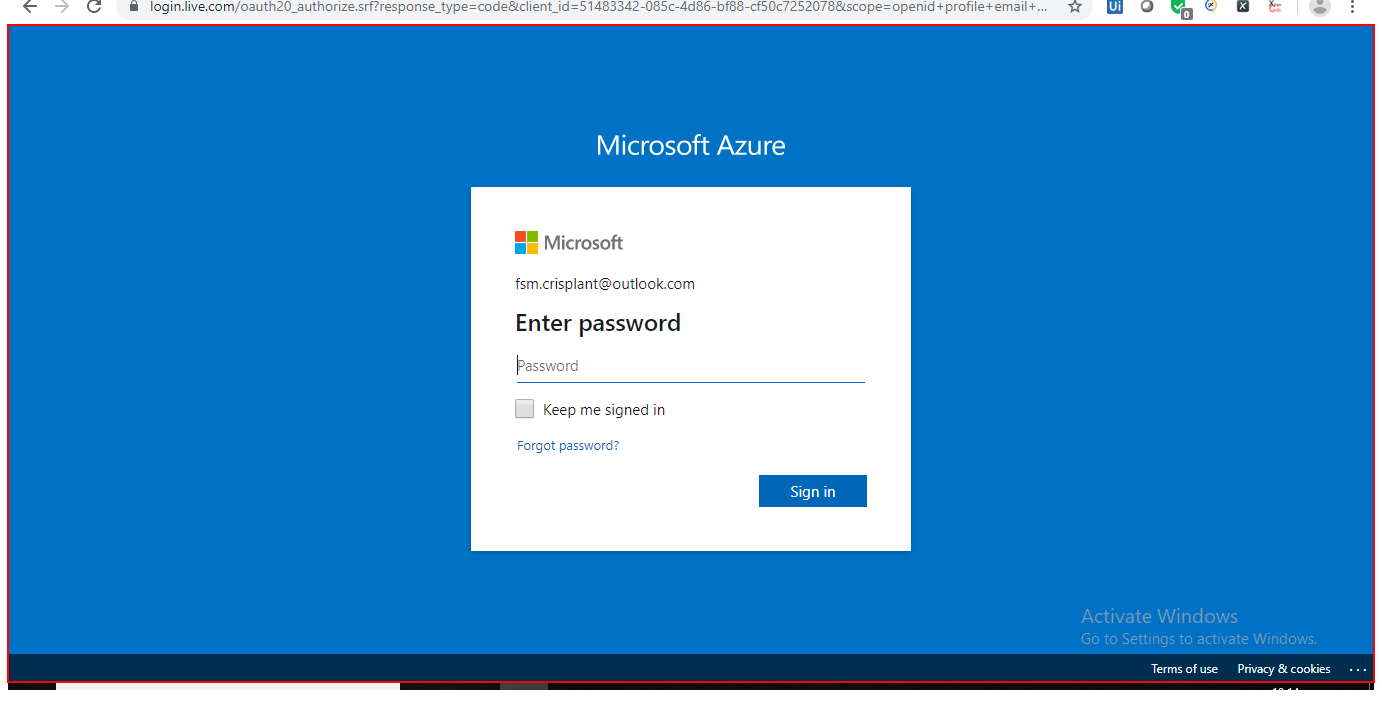 login.live.com/oauth20_authorize.srf?response_type=code&client_id=51483342-085c-4d86-bf88-cf50c7252078&scope=openid+profile+email+...
Ui
0
X
Microsoft Azure
Microsoft
fsm.crisplant@outlook.com
Enter password
Password
Keep me signed in
Forgot password?
Sign in
Activate Windows
Go to Settings to activate Windows.
Terms of use Privacy & cookies ...